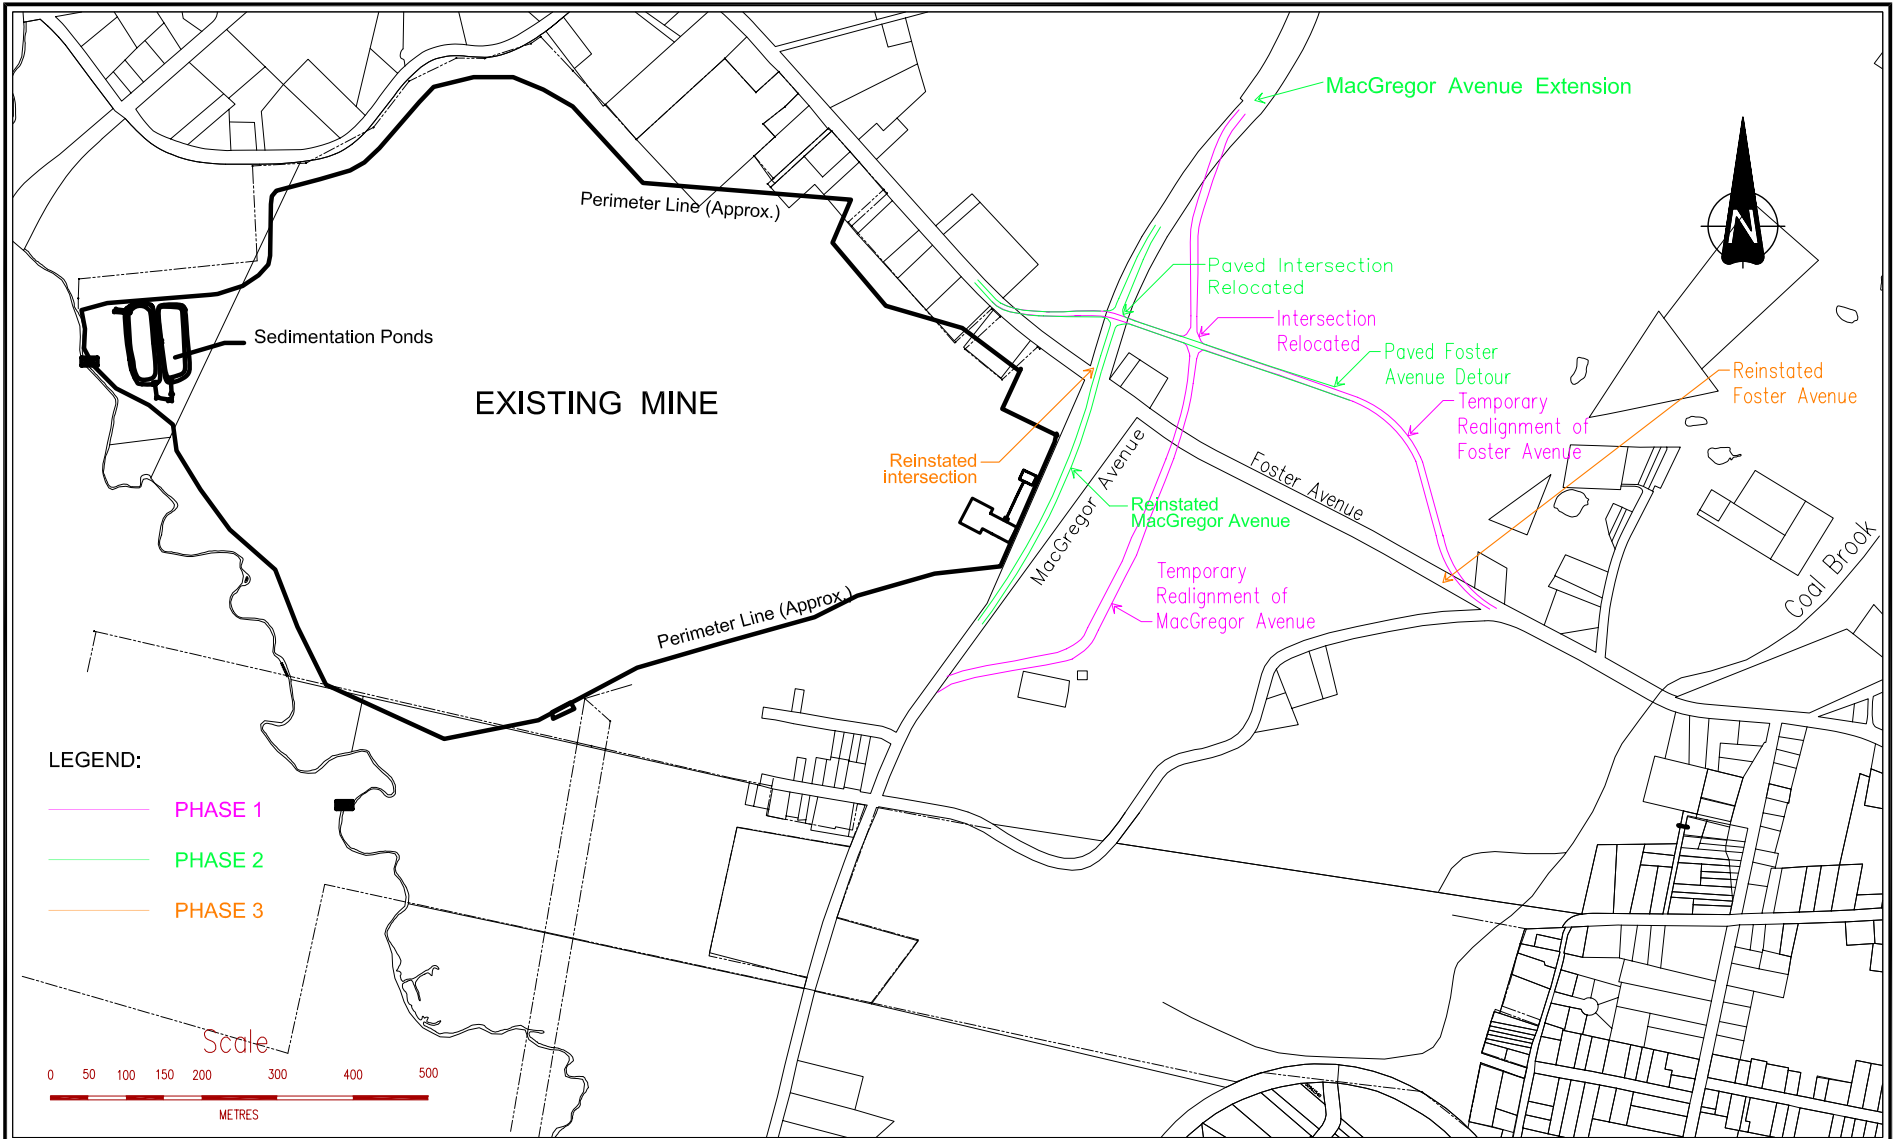 MacGregor Avenue Extension
N
Perimeter Line (Approx.)
Paved Intersection
Relocated
Intersection
Relocated
Sedimentation Ponds
Paved Foster
Avenue Detour
Reinstated
Foster Avenue
EXISTING MINE
Temporary
Realignment of
Foster Avenue
Reinstated
intersection
MacGregor Avenue
Foster Avenue
Reinstated
MacGregor Avenue
Coal Brook
Temporary
Realignment of
MacGregor Avenue
Perimeter Line (Approx.)
LEGEND:
PHASE 1
PHASE 2
PHASE 3
Scale
0 50 100 150 200 300 400 500
METRES